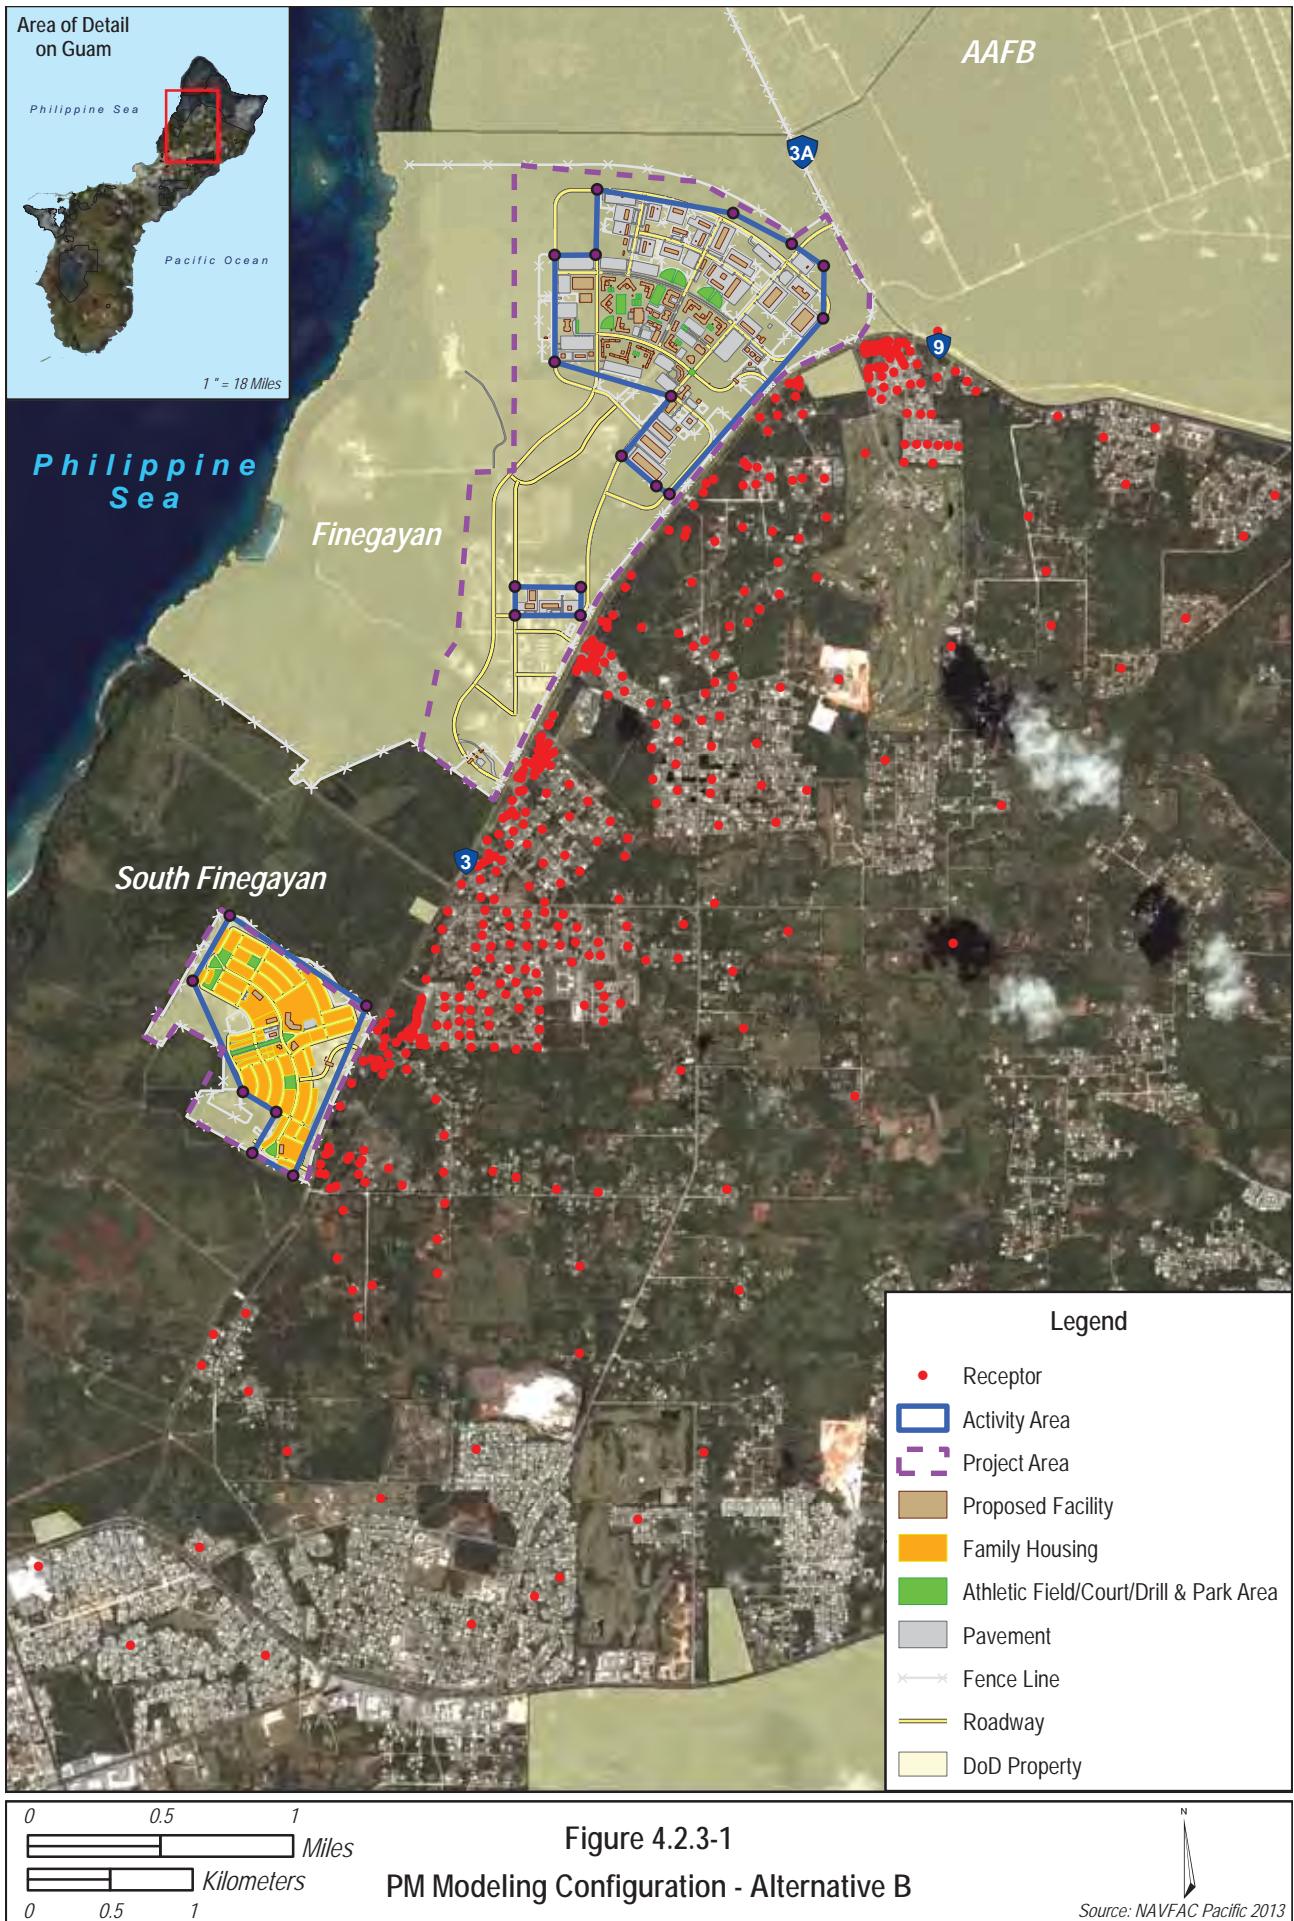 Area of Detail
on Guam
Philippine Sea
Pacific Ocean
1 " = 18 Miles
AAFB
3A
9
Philippine
Sea
Finegayan
South Finegayan
3
Legend
Receptor
Activity Area
Project Area
Proposed Facility
Family Housing
Athletic Field/Court/Drill & Park Area
Pavement
Fence Line
Roadway
DoD Property
0 0.5 1
Miles
Kilometers
0 0.5 1
Figure 4.2.3-1
PM Modeling Configuration - Alternative B
N
Source: NAVFAC Pacific 2013